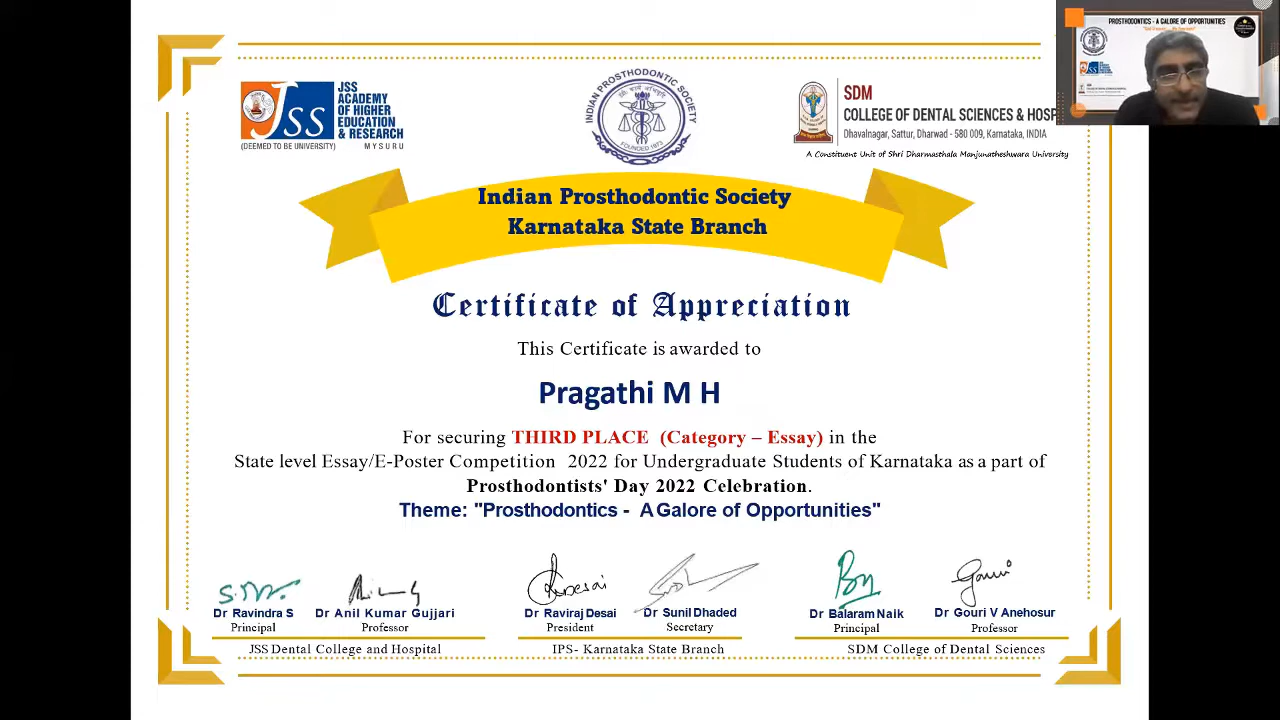 PROSTHODONTICS - A GALORE OF OPPORTUNITIES
JSS
JSS
ACADEMY
OF HIGHER
EDUCATION
& RESEARCH
(DEEMED TO BE UNIVERSITY) MYSURU
INDIAN PROSTHODONTIC SOCIETY
FOUNDED 1973
SDM
COLLEGE OF DENTAL SCIENCES & HOSP
Dhavalnagar, Sattur, Dharwad - 580 009, Karnataka, INDIA
A Constituent Unit of Shri Dharmasthala Manjunatheshwara University
Indian Prosthodontic Society
Karnataka State Branch
Certificate of Appreciation
This Certificate is awarded to
Pragathi M H
For securing THIRD PLACE (Category – Essay) in the
State level Essay/E-Poster Competition 2022 for Undergraduate Students of Karnataka as a part of
Prosthodontists' Day 2022 Celebration.
Theme: "Prosthodontics - A Galore of Opportunities"
Dr Ravindra S Dr Anil Kumar Gujjari Dr Raviraj Desai Dr Sunil Dhaded Dr Balaram Naik Dr Gouri V Anehosur
Principal Professor President Secretary Principal Professor
JSS Dental College and Hospital IPS- Karnataka State Branch SDM College of Dental Sciences